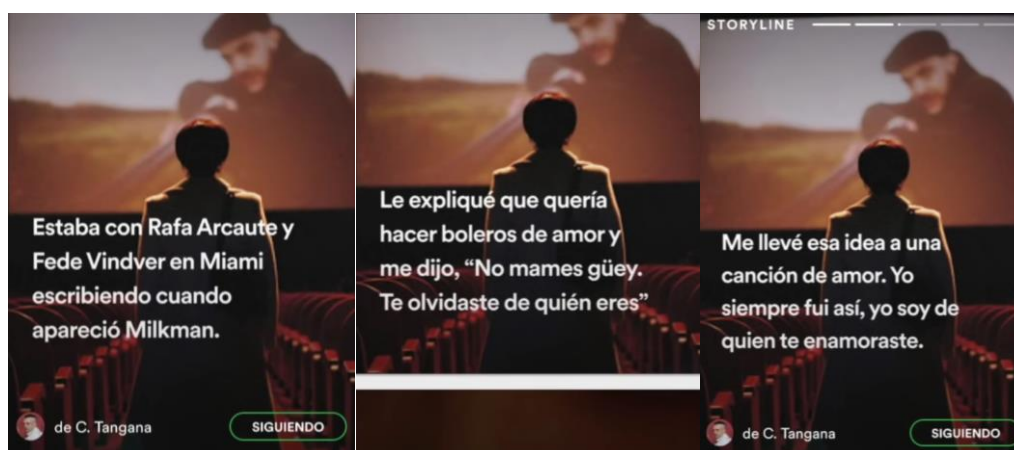 Estaba con Rafa Arcaute y
Fede Vindver en Miami
escribiendo cuando
apareció Milkman.
de C. Tangana
SIGUIENDO
Le expliqué que quería
hacer boleros de amor y
me dijo, “No mames güey.
Te olvidaste de quién eres”
STORYLINE
Me llevé esa idea a una
canción de amor. Yo
siempre fui así, yo soy de
quien te enamoraste.
de C. Tangana
SIGUIENDO